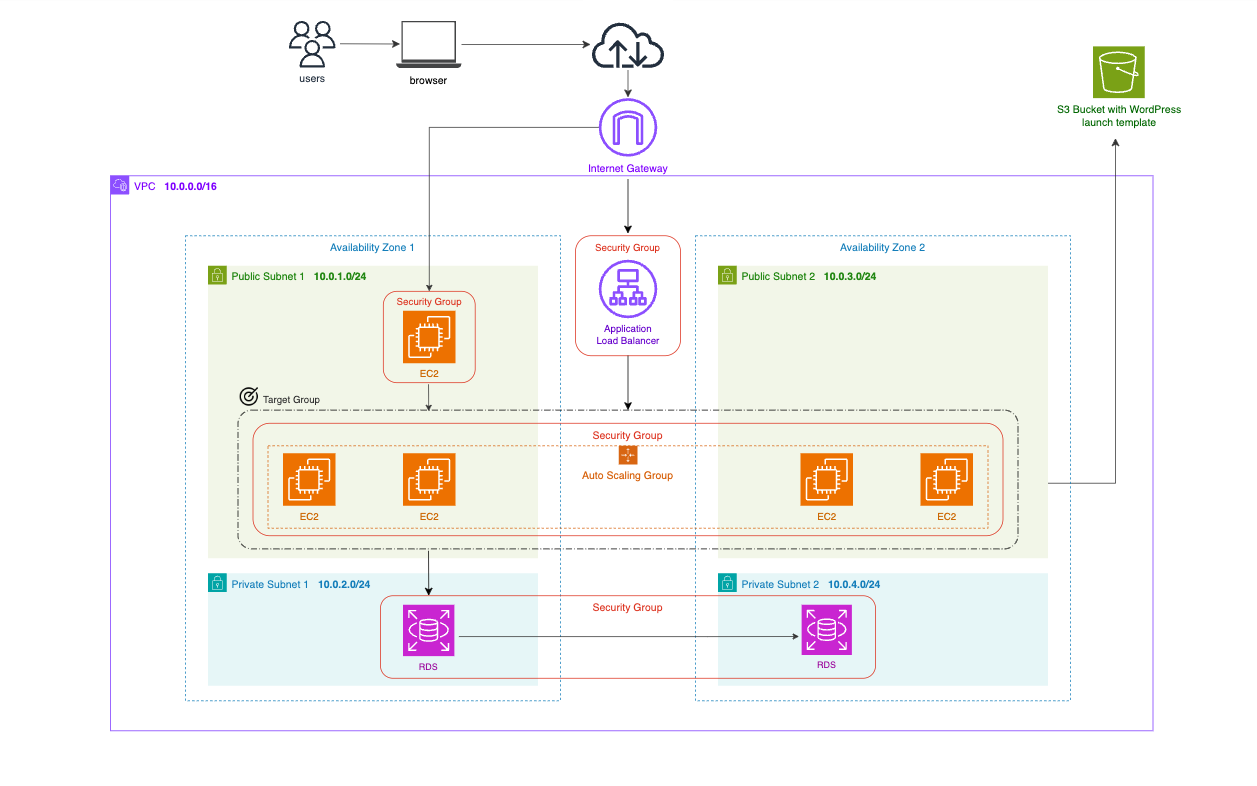 users
browser
S3 Bucket with WordPress
launch template
Internet Gateway
VPC 10.0.0.0/16
Availability Zone 1
Security Group
Availability Zone 2
Public Subnet 1 10.0.1.0/24
Public Subnet 2 10.0.3.0/24
Security Group
Application
Load Balancer
EC2
Target Group
Security Group
Auto Scaling Group
EC2
EC2
EC2
EC2
Private Subnet 1 10.0.2.0/24
Private Subnet 2 10.0.4.0/24
Security Group
RDS
RDS